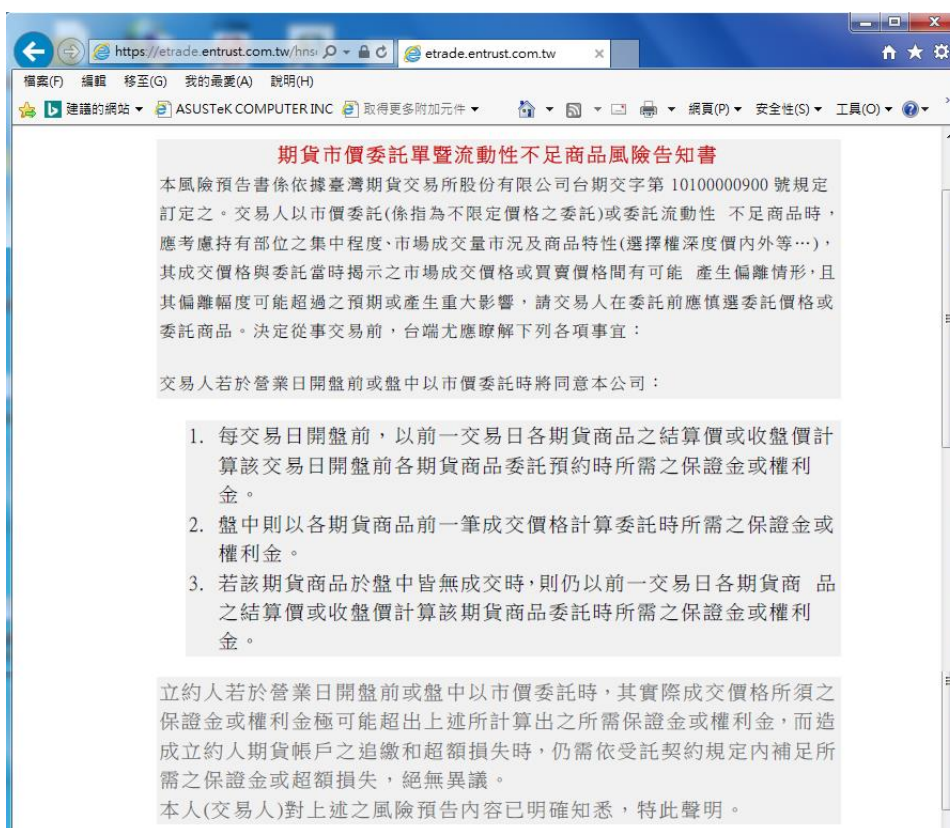 https://etrade.entrust.com.tw/hns
etrade.entrust.com.tw
檔案(F) 編輯 移至(G) 我的最愛(A) 說明(H)
建議的網站 ASUSTeK COMPUTER INC 取得更多附加元件 網頁(P) 安全性(S) 工具(O)
期貨市價委託單暨流動性不足商品風險告知書
本風險預告書係依據臺灣期貨交易所股份有限公司台期交字第 10100000900 號規定
訂定之。交易人以市價委託(係指為不限定價格之委託)或委託流動性 不足商品時，
應考慮持有部位之集中程度、市場成交量市況及商品特性(選擇權深度價內外等…)，
其成交價格與委託當時揭示之市場成交價格或買賣價格間有可能 產生偏離情形，且
其偏離幅度可能超過之預期或產生重大影響，請交易人在委託前應慎選委託價格或
委託商品。決定從事交易前，台端尤應瞭解下列各項事宜：
交易人若於營業日開盤前或盤中以市價委託時將同意本公司：
1. 每交易日開盤前，以前一交易日各期貨商品之結算價或收盤價計
算該交易日開盤前各期貨商品委託預約時所需之保證金或權利
金。
2. 盤中則以各期貨商品前一筆成交價格計算委託時所需之保證金或
權利金。
3. 若該期貨商品於盤中皆無成交時，則仍以前一交易日各期貨商 品
之結算價或收盤價計算該期貨商品委託時所需之保證金或權利
金。
立約人若於營業日開盤前或盤中以市價委託時，其實際成交價格所須之
保證金或權利金極可能超出上述所計算出之所需保證金或權利金，而造
成立約人期貨帳戶之追繳和超額損失時，仍需依受託契約規定內補足所
需之保證金或超額損失，絕無異議。
本人(交易人)對上述之風險預告內容已明確知悉，特此聲明。